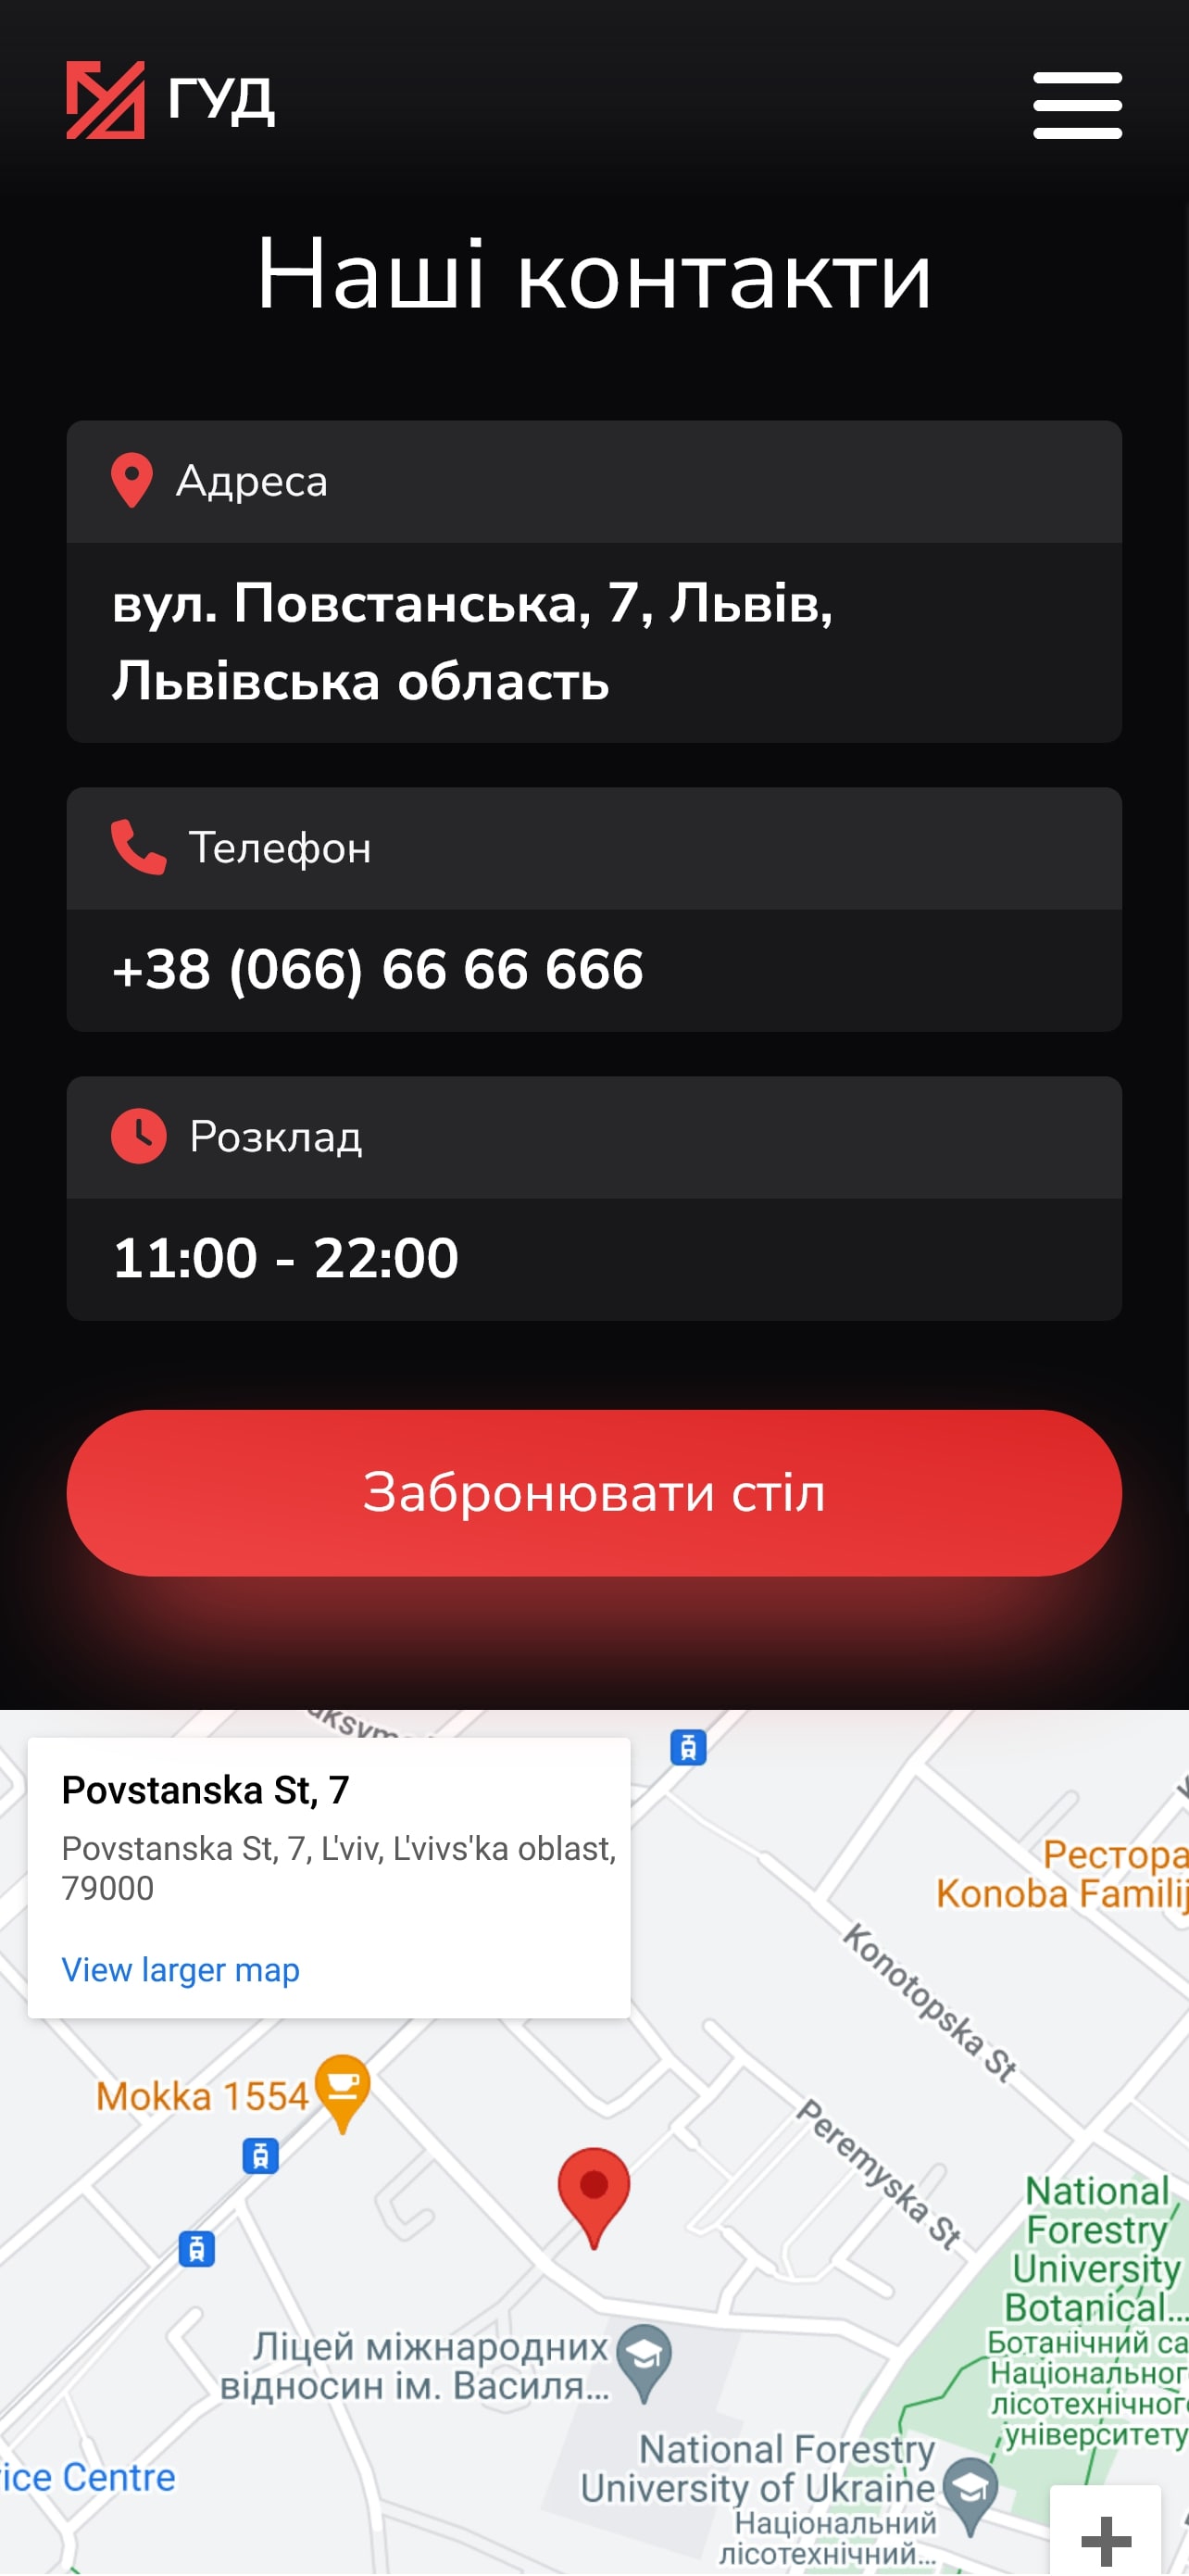 ГУД
Наші контакти
Адреса
вул. Повстанська, 7, Львів,
Львівська область
Телефон
+38 (066) 66 66 666
Розклад
11:00 - 22:00
Забронювати стіл
Povstanska St, 7
Povstanska St, 7, L'viv, L'vivs'ka oblast,
79000
View larger map
Konoba Familij
Konotopska St
Mokka 1554
Peremyska St
National
Forestry
University
Botanical...
Ботанічний са
Національног
лісотехнічног
університету
Ліцей міжнародних
відносин ім. Василя...
ice Centre
National Forestry
University of Ukraine
Національний
лісотехнічний...